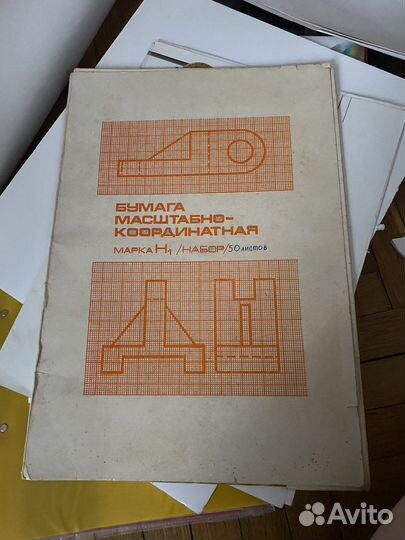 БУМАГА
МАСШТАБНО-
КООРДИНАТНАЯ
МАРКА Н1 /НАБОР/50 листов
Avito